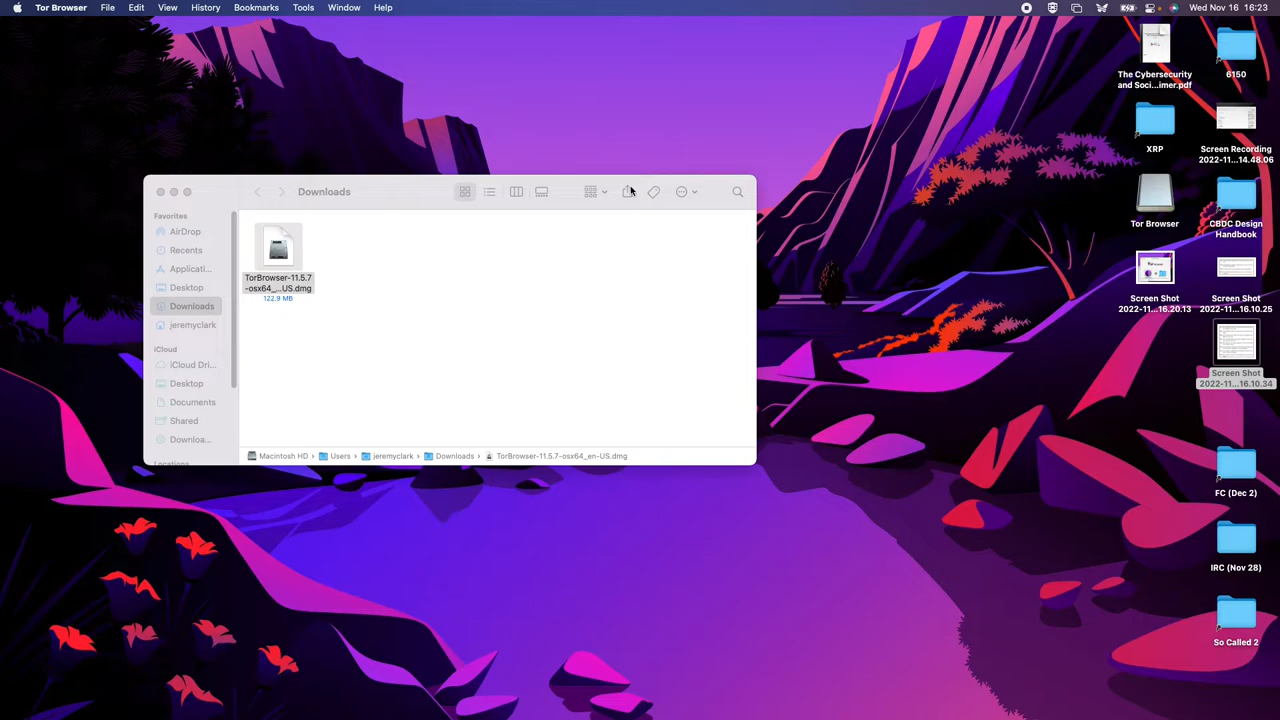 Tor Browser File Edit View History Bookmarks Tools Window Help Wed Nov 16 16:23
Downloads
Favorites
AirDrop
Recents
Applicati...
Desktop
Downloads
jeremyclark
iCloud
iCloud Dri...
Desktop
Documents
Shared
Downloa...
Locations
TorBrowser-11.5.7
-osx64_...US.dmg
122.9 MB
Macintosh HD › Users › jeremyclark › Downloads › TorBrowser-11.5.7-osx64_en-US.dmg
The Cybersecurity
and Soci...imer.pdf
6150
XRP
Screen Recording
2022-11...14.48.06
Tor Browser
CBDC Design
Handbook
Screen Shot
2022-11...16.20.13
Screen Shot
2022-11...16.10.25
Screen Shot
2022-11...16.10.34
FC (Dec 2)
IRC (Nov 28)
So Called 2